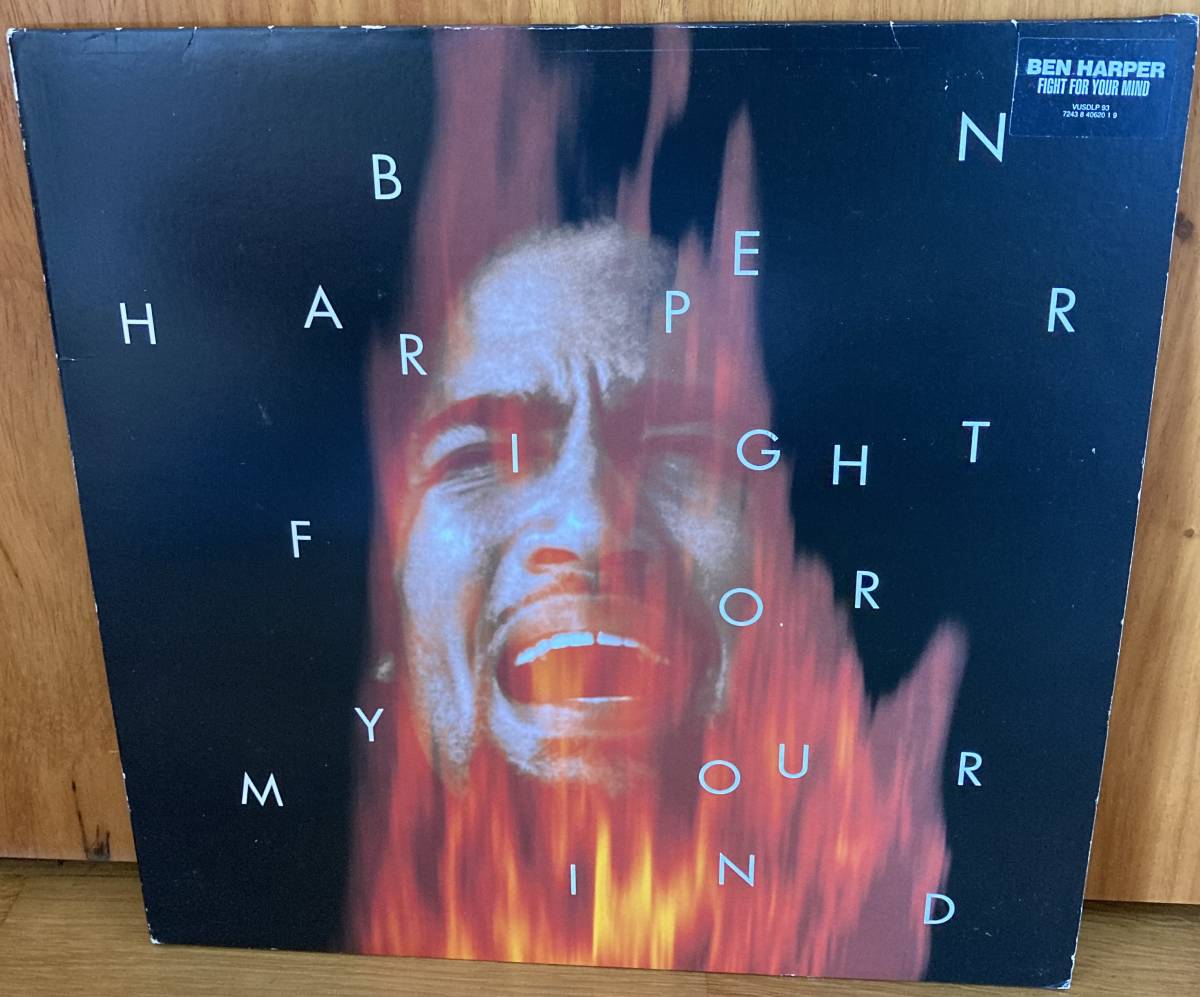 BEN HARPER
FIGHT FOR YOUR MIND
VUSDLP 93
7243 8 40620 1 9
B E N
H A R P E R
F I G H T
F O R
Y O U R
M I N D